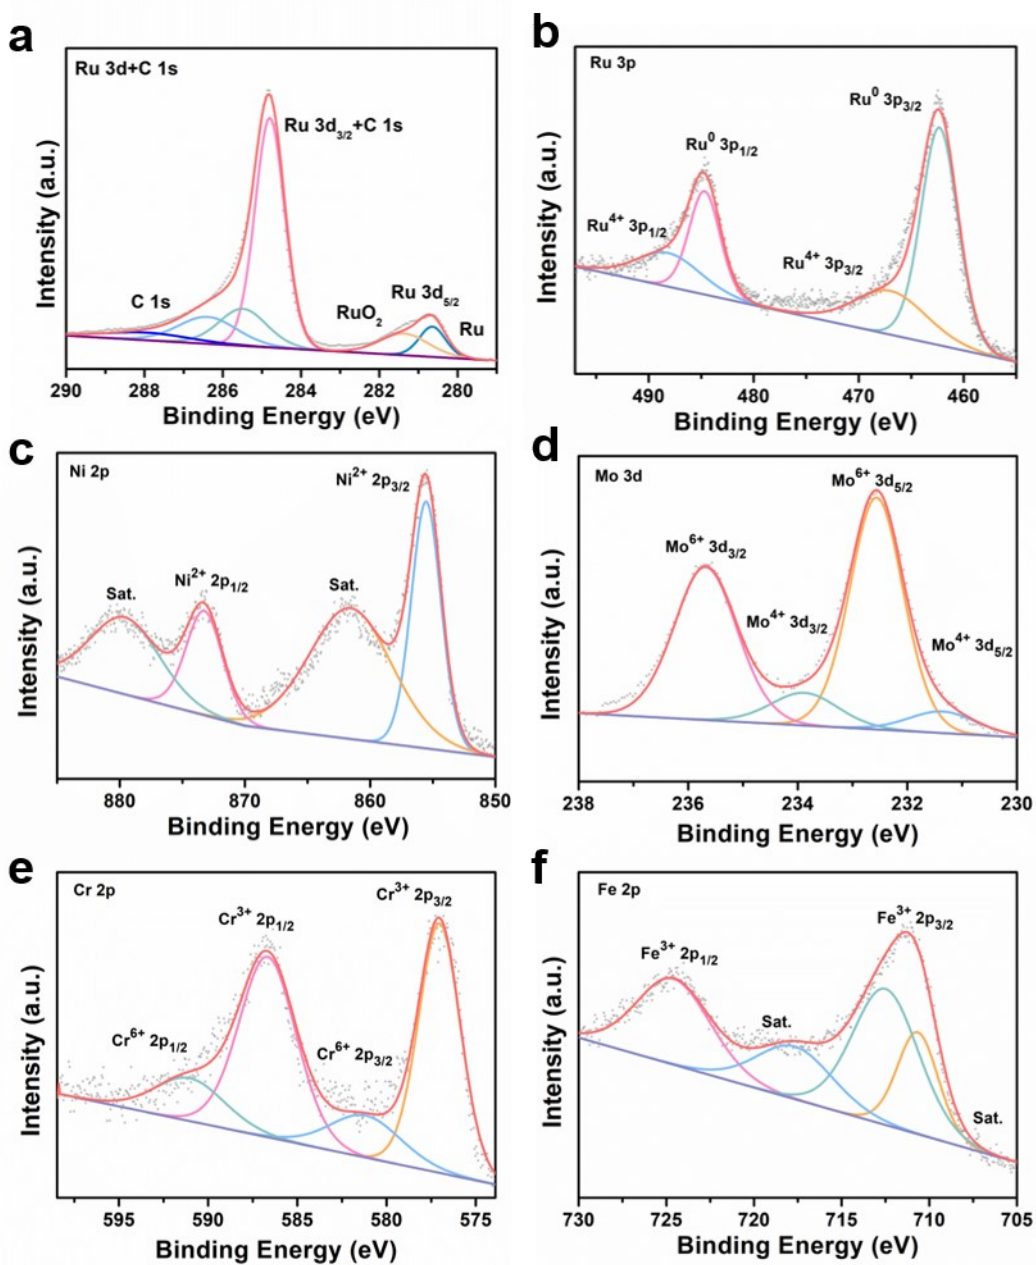 a
Ru 3d+C 1s
Ru 3d3/2+C 1s
C 1s
RuO2
Ru 3d5/2
Ru
Intensity (a.u.)
290 288 286 284 282 280
Binding Energy (eV)
b
Ru 3p
Ru0 3p3/2
Ru0 3p1/2
Ru4+ 3p1/2
Ru4+ 3p3/2
Intensity (a.u.)
490 480 470 460
Binding Energy (eV)
c
Ni 2p
Ni2+ 2p3/2
Sat.
Ni2+ 2p1/2
Sat.
Intensity (a.u.)
880 870 860 850
Binding Energy (eV)
d
Mo 3d
Mo6+ 3d5/2
Mo6+ 3d3/2
Mo4+ 3d3/2
Mo4+ 3d5/2
Intensity (a.u.)
238 236 234 232 230
Binding Energy (eV)
e
Cr 2p
Cr3+ 2p3/2
Cr3+ 2p1/2
Cr6+ 2p1/2
Cr6+ 2p3/2
Intensity (a.u.)
595 590 585 580 575
Binding Energy (eV)
f
Fe 2p
Fe3+ 2p3/2
Fe3+ 2p1/2
Sat.
Sat.
Intensity (a.u.)
730 725 720 715 710 705
Binding Energy (eV)